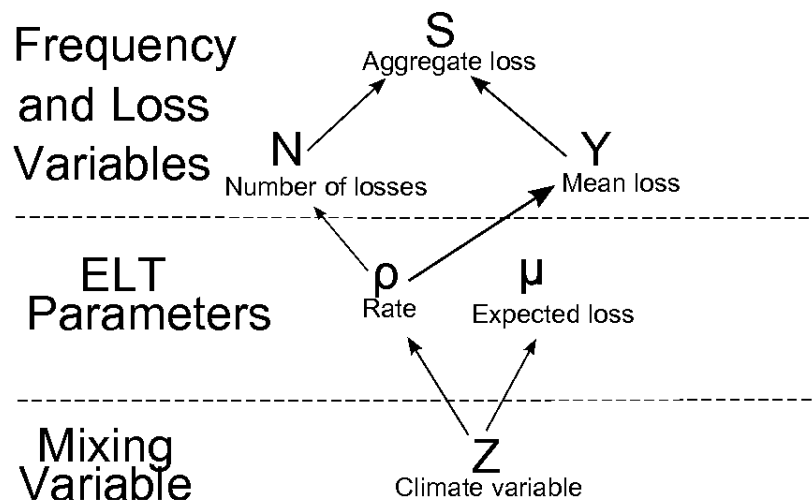 Frequency
and Loss
Variables
S
Aggregate loss
N
Number of losses
Y
Mean loss
ELT
Parameters
ρ
Rate
μ
Expected loss
Mixing
Variable
Z
Climate variable